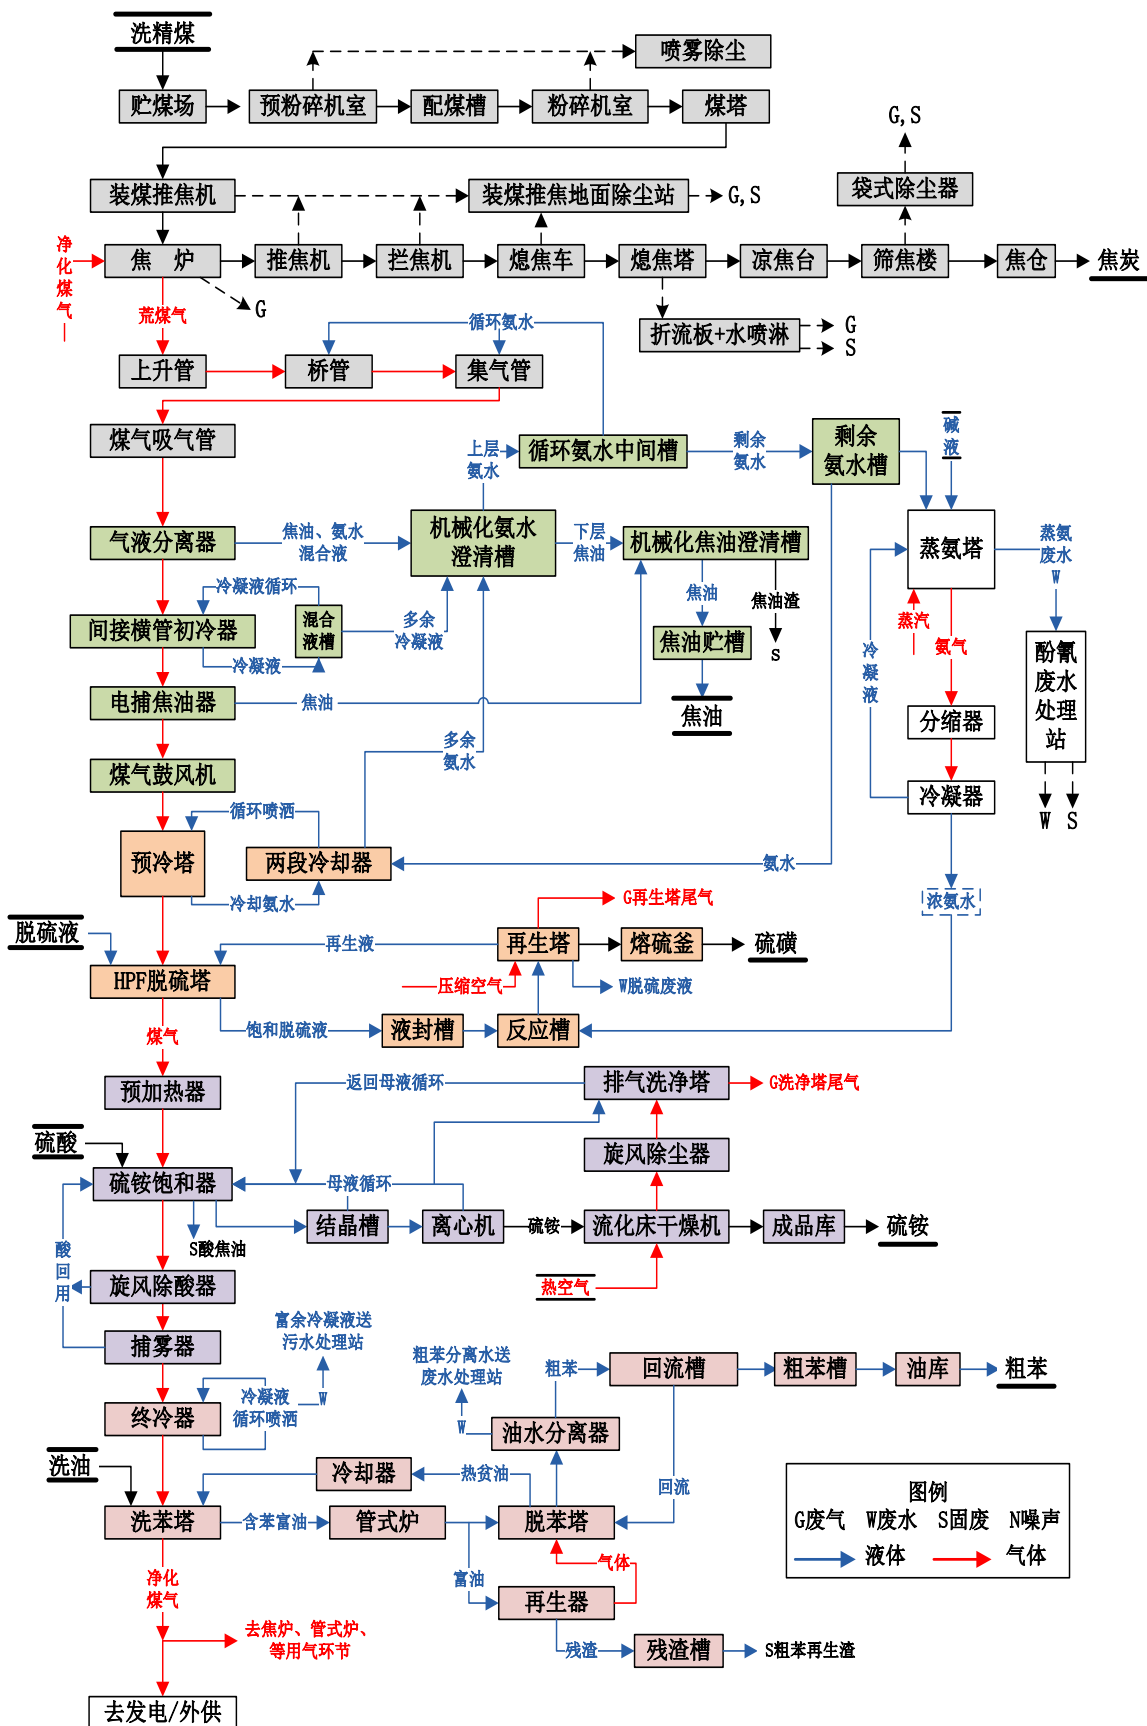 洗精煤
喷雾除尘
贮煤场
预粉碎机室
配煤槽
粉碎机室
煤塔
G,S
装煤推焦机
装煤推焦地面除尘站
G,S
袋式除尘器
净化煤气
焦 炉
推焦机
拦焦机
熄焦车
熄焦塔
凉焦台
筛焦楼
焦仓
焦炭
G
荒煤气
循环氨水
折流板+水喷淋
G
S
上升管
桥管
集气管
煤气吸气管
上层
氨水
循环氨水中间槽
剩余
氨水
剩余
氨水槽
碱液
气液分离器
焦油、氨水
混合液
机械化氨水
澄清槽
下层
焦油
机械化焦油澄清槽
蒸氨塔
蒸氨
废水
W
冷凝液循环
混合
液槽
多余
冷凝液
焦油
焦油渣
S
蒸汽
氨气
间接横管初冷器
冷凝液
焦油贮槽
冷凝液
酚氰
废水
处理
站
电捕焦油器
焦油
焦油
分缩器
煤气鼓风机
多余
氨水
冷凝器
W
S
循环喷洒
预冷塔
两段冷却器
氨水
冷却氨水
浓氨水
脱硫液
G再生塔尾气
再生液
再生塔
熔硫釜
硫磺
HPF脱硫塔
压缩空气
W脱硫废液
煤气
饱和脱硫液
液封槽
反应槽
预加热器
返回母液循环
排气洗净塔
G洗净塔尾气
硫酸
旋风除尘器
硫铵饱和器
母液循环
S酸焦油
结晶槽
离心机
硫铵
流化床干燥机
成品库
硫铵
酸回用
旋风除酸器
热空气
捕雾器
富余冷凝液送
污水处理站
W
粗苯分离水送
废水处理站
W
粗苯
回流槽
粗苯槽
油库
粗苯
终冷器
冷凝液
循环喷洒
油水分离器
洗油
冷却器
热贫油
回流
图例
G废气 W废水 S固废 N噪声
液体 气体
洗苯塔
含苯富油
管式炉
脱苯塔
净化
煤气
富油
气体
再生器
去焦炉、管式炉、
等用气环节
残渣
残渣槽
S粗苯再生渣
去发电/外供